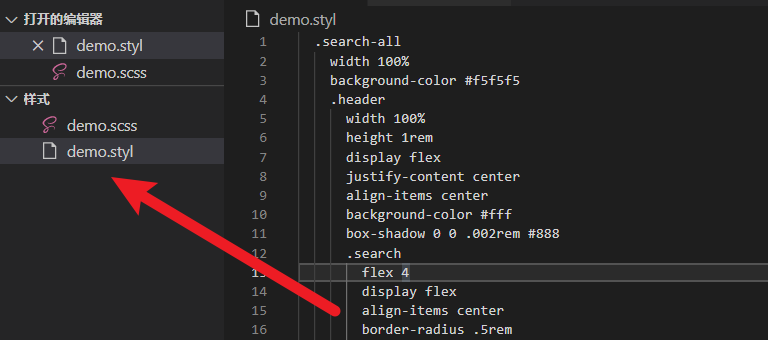 打开的编辑器
demo.styl
demo.scss
样式
demo.scss
demo.styl
demo.styl
1 .search-all
2 width 100%
3 background-color #f5f5f5
4 .header
5 width 100%
6 height 1rem
7 display flex
8 justify-content center
9 align-items center
10 background-color #fff
11 box-shadow 0 0 .002rem #888
12 .search
13 flex 4
14 display flex
15 align-items center
16 border-radius .5rem